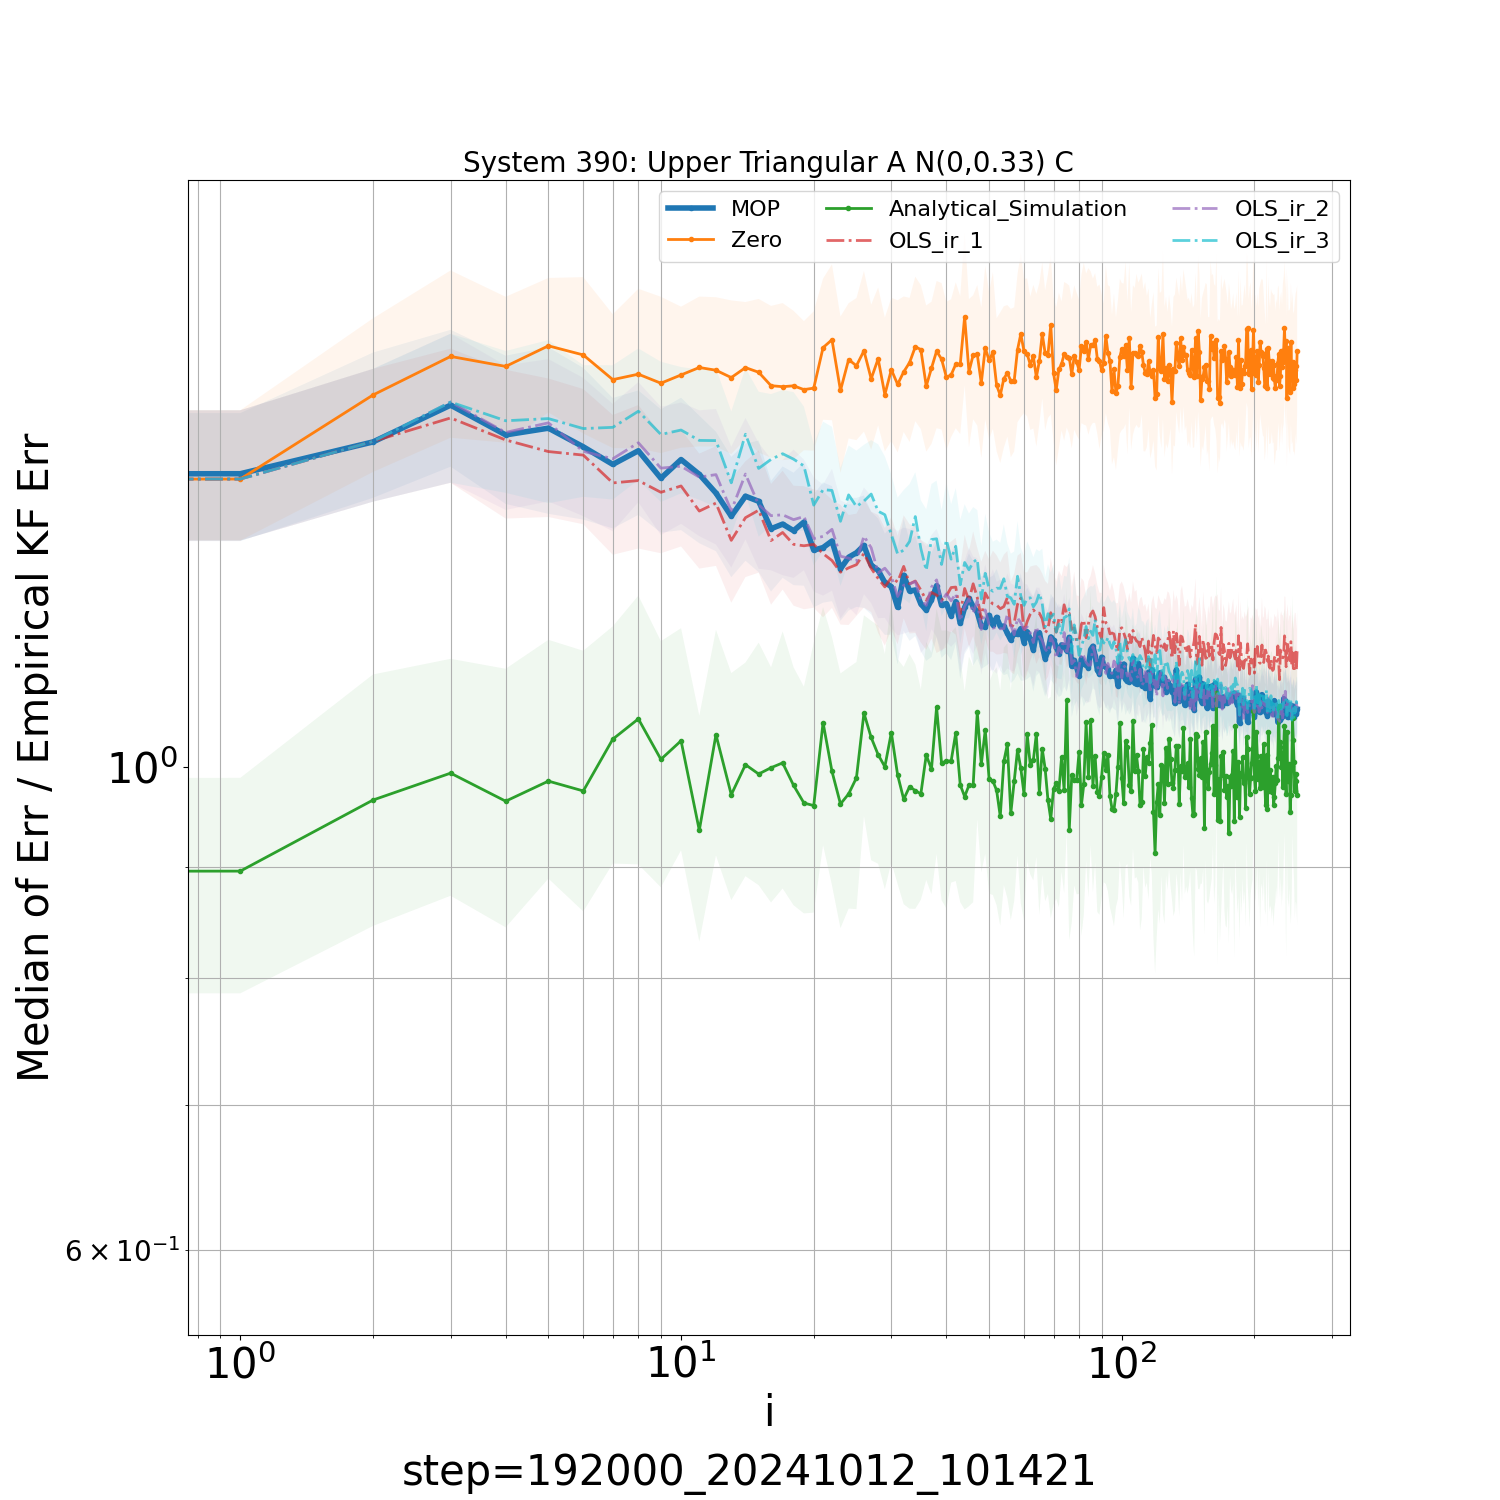 System 390: Upper Triangular A N(0,0.33) C
MOP
Zero
Analytical_Simulation
OLS_ir_1
OLS_ir_2
OLS_ir_3
Median of Err / Empirical KF Err
10⁰
6 × 10⁻¹
10⁰ 10¹ 10²
i
step=192000_20241012_101421